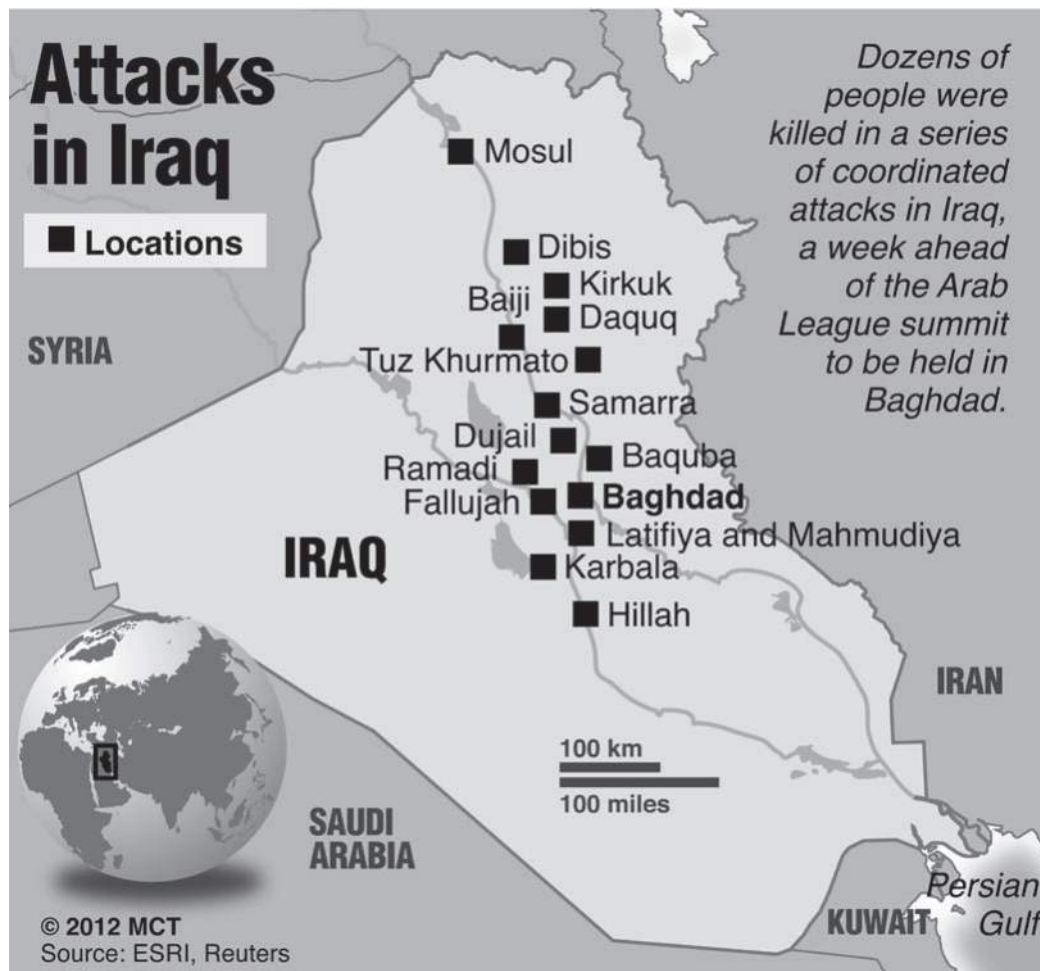 Attacks
in Iraq
Locations
Dozens of
people were
killed in a series
of coordinated
attacks in Iraq,
a week ahead
of the Arab
League summit
to be held in
Baghdad.
Mosul
Dibis
Kirkuk
Baiji
Daquq
SYRIA
Tuz Khurmato
Samarra
Dujail
Baquba
Ramadi
Baghdad
Fallujah
Latifiya and Mahmudiya
IRAQ
Karbala
Hillah
IRAN
100 km
100 miles
SAUDI
ARABIA
Persian
Gulf
KUWAIT
© 2012 MCT
Source: ESRI, Reuters